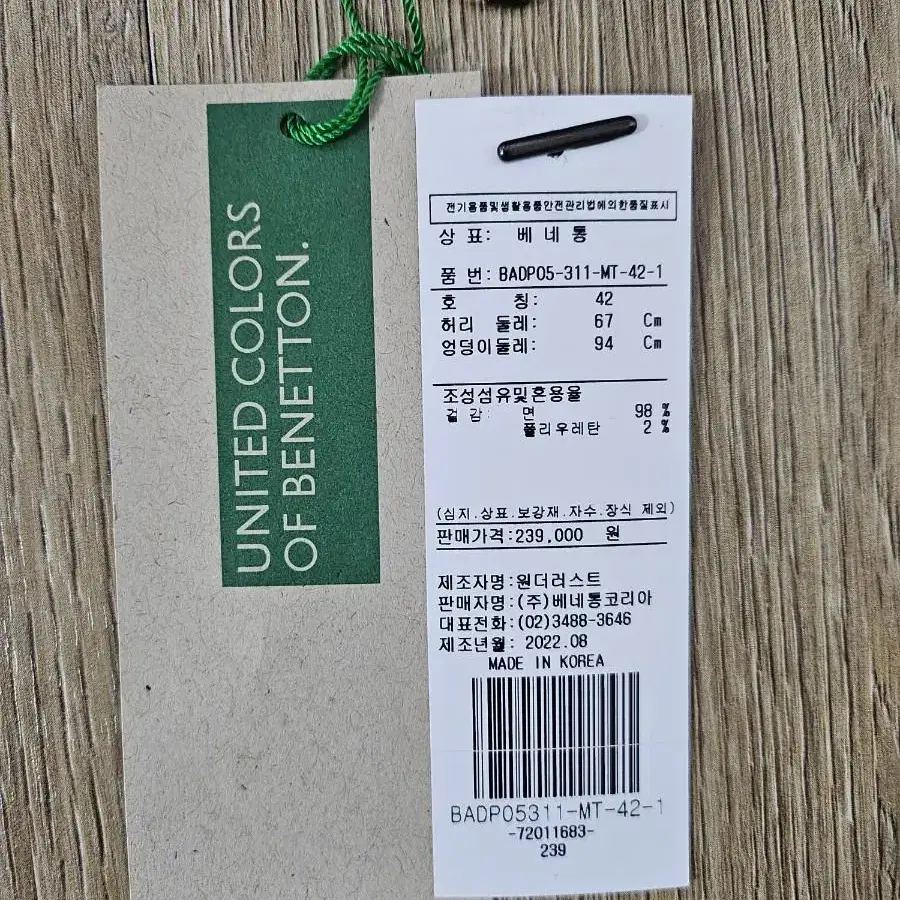 UNITED COLORS
OF BENETTON.
전기용품및생활용품안전관리법에의한품질표시
상 표: 베네통
품 번: BADP05-311-MT-42-1
호 칭: 42
허리 둘레: 67 Cm
엉덩이둘레: 94 Cm
조성섬유및혼용율
겉감: 면 98 %
폴리우레탄 2 %
(심지.상표.보강재.자수.장식 제외)
판매가격:239,000 원
제조자명:원더러스트
판매자명:(주)베네통코리아
대표전화:(02)3488-3646
제조년월: 2022.08
MADE IN KOREA
BADP05311-MT-42-1
-72011683-
239